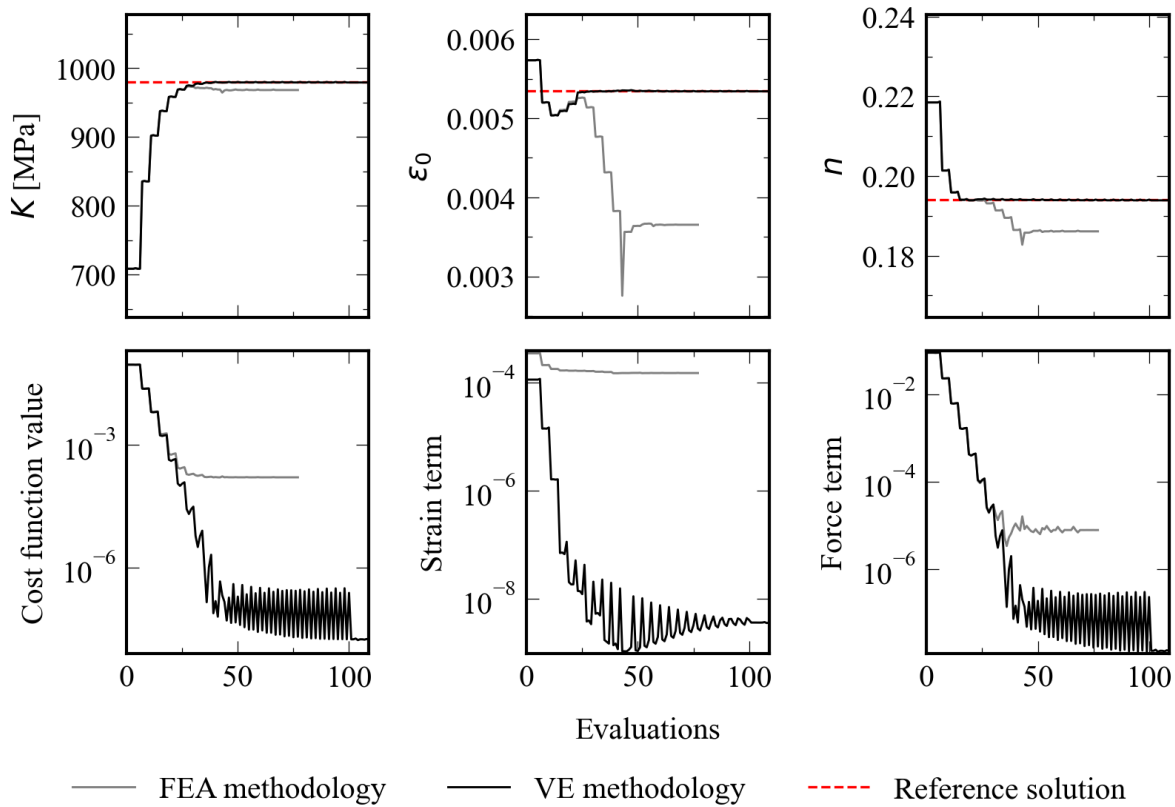 K [MPa]
1000
900
800
700
ε₀
0.006
0.005
0.004
0.003
n
0.24
0.22
0.20
0.18
Cost function value
10⁻³
10⁻⁶
0 50 100
Strain term
10⁻⁴
10⁻⁶
10⁻⁸
0 50 100
Force term
10⁻²
10⁻⁴
10⁻⁶
0 50 100
Evaluations
FEA methodology VE methodology Reference solution